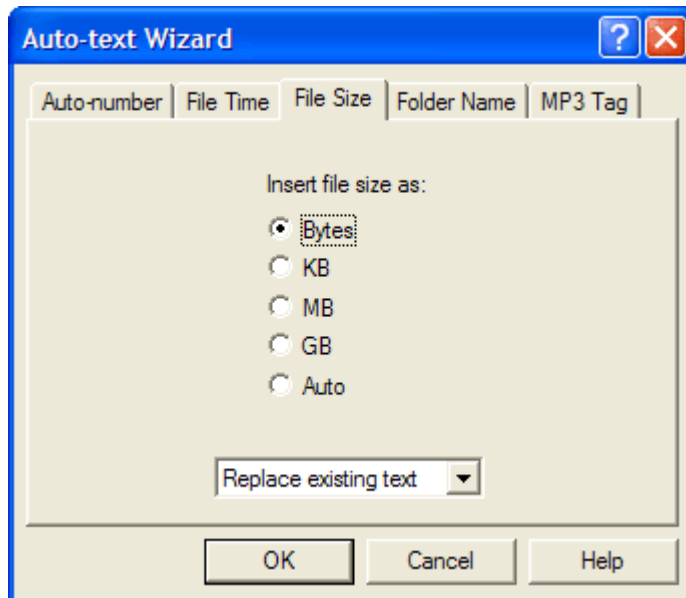 Auto-text Wizard
Auto-number File Time File Size Folder Name MP3 Tag
Insert file size as:
Bytes
KB
MB
GB
Auto
Replace existing text
OK Cancel Help